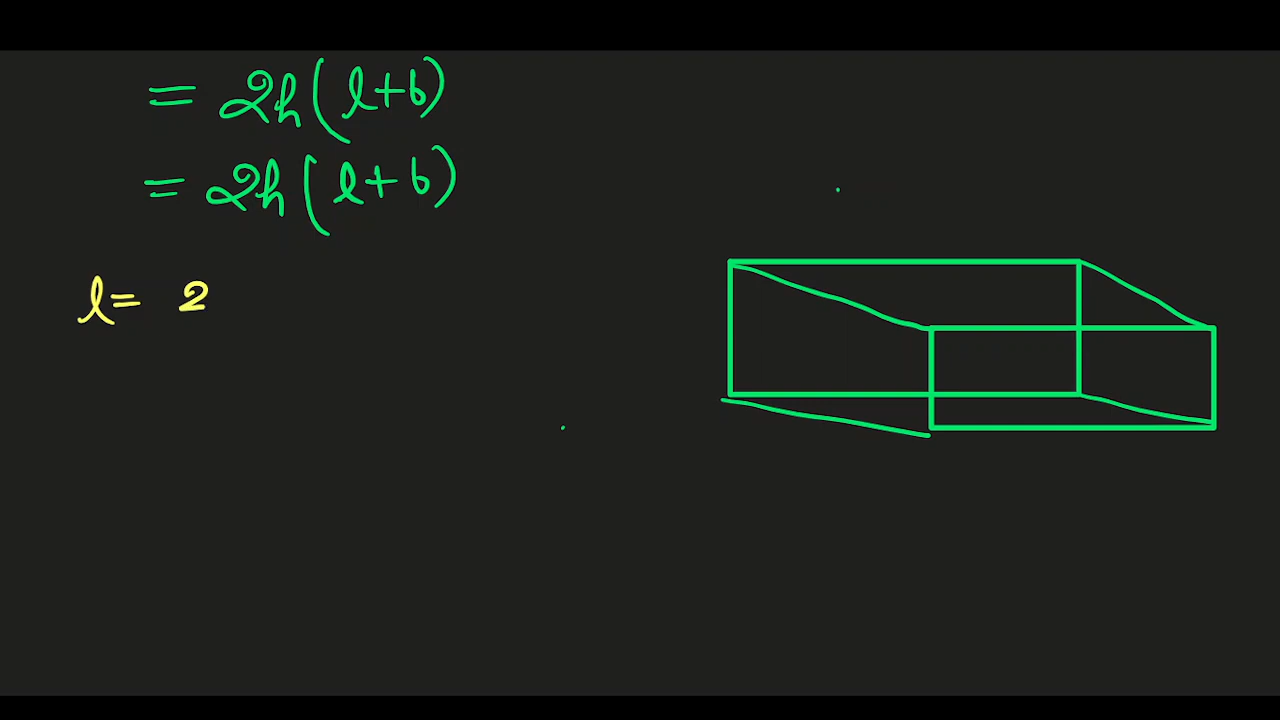 = 2h(l+b)
= 2h(l+b)
l= 2